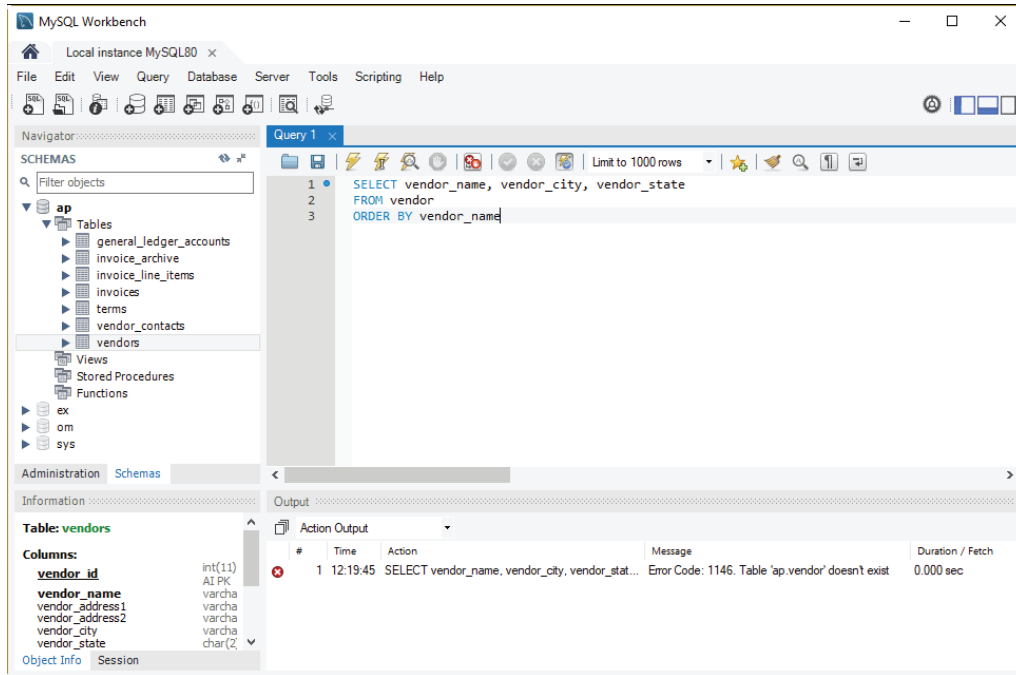 MySQL Workbench
Local instance MySQL80
File Edit View Query Database Server Tools Scripting Help
Navigator
SCHEMAS
Filter objects
ap
Tables
general_ledger_accounts
invoice_archive
invoice_line_items
invoices
terms
vendor_contacts
vendors
Views
Stored Procedures
Functions
ex
om
sys
Administration Schemas
Information
Table: vendors
Columns:
vendor_id int(11)
AI PK
vendor_name varcha
vendor_address1 varcha
vendor_address2 varcha
vendor_city varcha
vendor_state char(2
Object Info Session
Query 1
Limit to 1000 rows
1 SELECT vendor_name, vendor_city, vendor_state
2 FROM vendor
3 ORDER BY vendor_name
Output
Action Output
# Time Action Message Duration / Fetch
1 12:19:45 SELECT vendor_name, vendor_city, vendor_stat... Error Code: 1146. Table 'ap.vendor' doesn't exist 0.000 sec